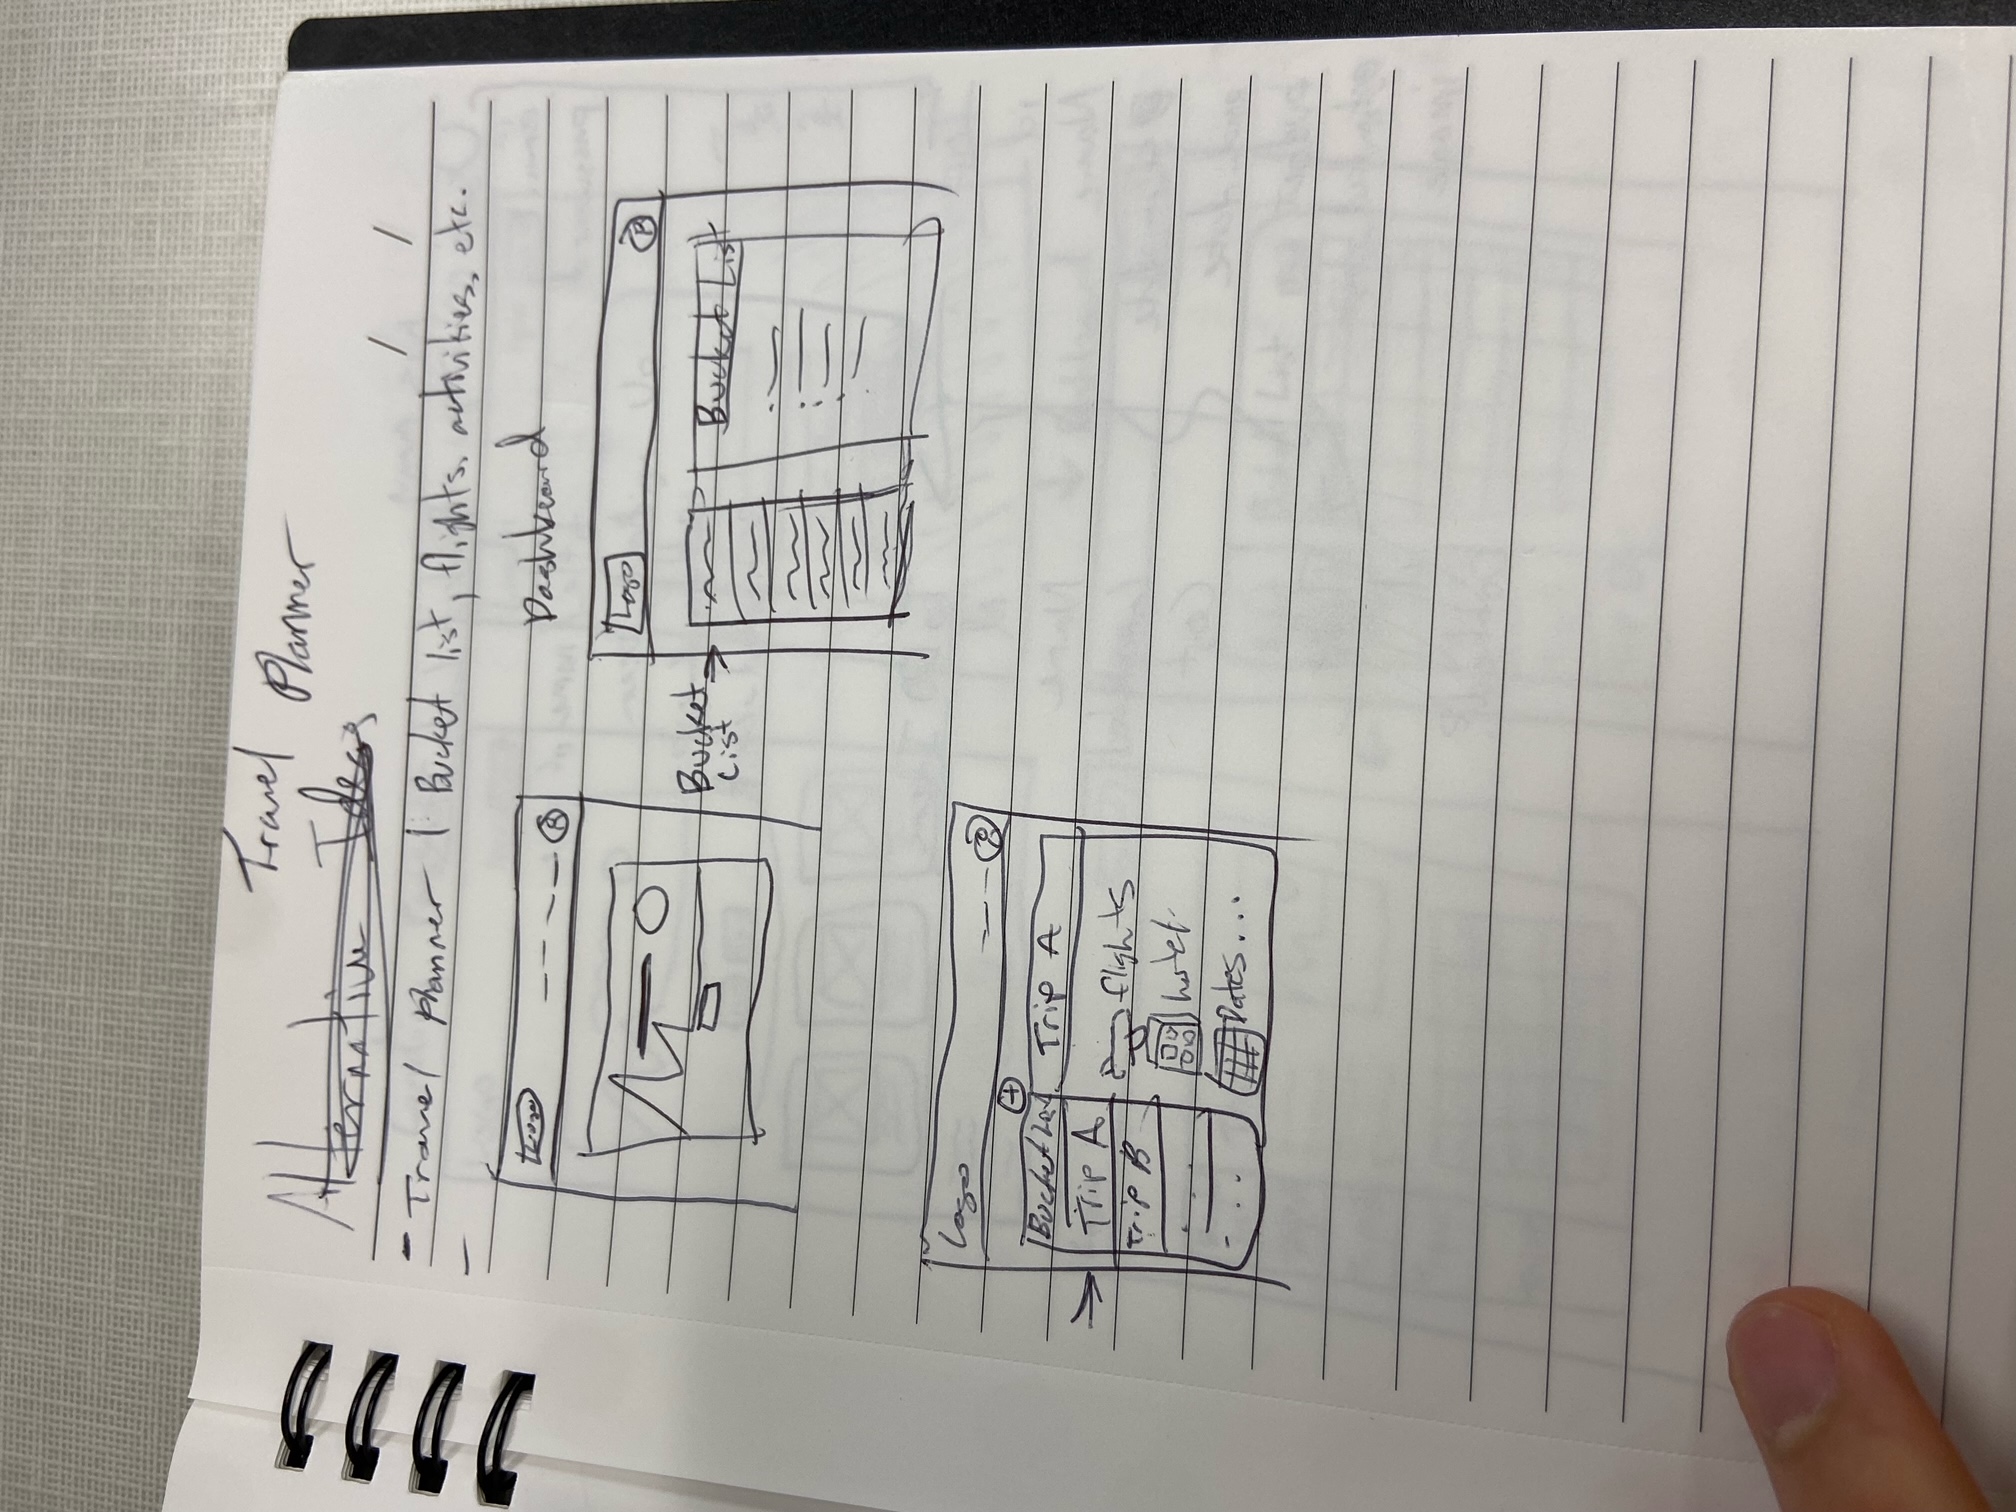 Travel Planner
Alternative Ideas
- Travel Planner | Bucket list, flights, activities, etc.
-
Logo
Dashboard
Logo
Bucket List
Bucket List
Logo
+
Bucket List
Trip A
Trip A
Trip B
flights
hotel
Dates...